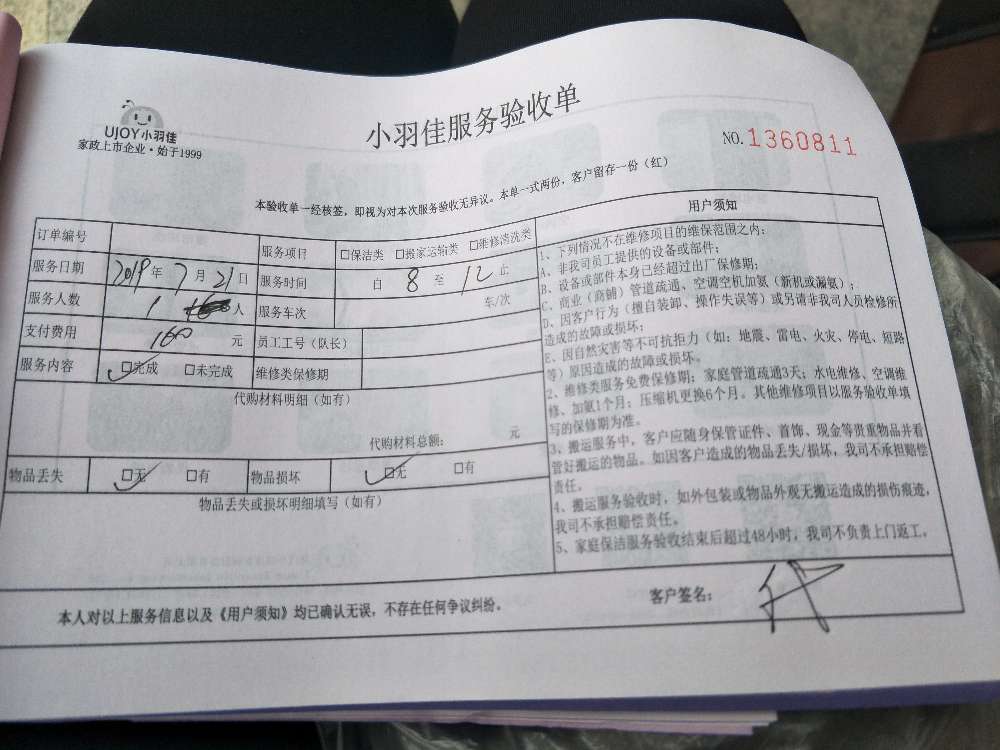 UJOY小羽佳
家政上市企业·始于1999
小羽佳服务验收单
NO.1360811
本验收单一经核签，即视为对本次服务验收无异议。本单一式两份，客户留存一份（红）
订单编号
服务项目 □保洁类 □搬家运输类 □维修清洗类
服务日期 2019年7月21日
服务时间 自 8 至 12 止
服务人数 1 人
服务车次 车/次
支付费用 160 元
员工工号（队长）
服务内容 ☑完成 □未完成
维修类保修期
代购材料明细（如有）
代购材料总额： 元
物品丢失 ☑无 □有
物品损坏 ☑无 □有
物品丢失或损坏明细填写（如有）
用户须知
1、下列情况不在维修项目的维保范围之内：
A、非我司员工提供的设备或部件；
B、设备或部件本身已经超过出厂保修期；
C、商业（商铺）管道疏通、空调空机加氨（新机或漏氨）；
D、因客户行为（擅自装卸、操作失误等）或另请非我司人员检修所
造成的故障或损坏；
E、因自然灾害等不可抗拒力（如：地震、雷电、火灾、停电、短路
等）原因造成的故障或损坏。
2、维修类服务免费保修期：家庭管道疏通3天；水电维修、空调维
修、加氨1个月；压缩机更换6个月。其他维修项目以服务验收单填
写的保修期为准。
3、搬运服务中，客户应随身保管证件、首饰、现金等贵重物品并看
管好搬运的物品。如因客户造成的物品丢失/损坏，我司不承担赔偿
责任。
4、搬运服务验收时，如外包装或物品外观无搬运造成的损伤痕迹，
我司不承担赔偿责任。
5、家庭保洁服务验收结束后超过48小时，我司不负责上门返工。
本人对以上服务信息以及《用户须知》均已确认无误，不存在任何争议纠纷。
客户签名：